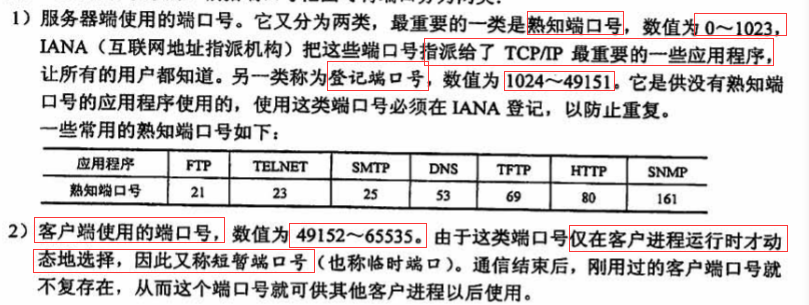 1）服务器端使用的端口号。它又分为两类，最重要的一类是熟知端口号，数值为 0～1023，
IANA（互联网地址指派机构）把这些端口号指派给了 TCP/IP 最重要的一些应用程序，
让所有的用户都知道。另一类称为登记端口号，数值为 1024～49151。它是供没有熟知端
口号的应用程序使用的，使用这类端口号必须在 IANA 登记，以防止重复。
一些常用的熟知端口号如下：
应用程序 FTP TELNET SMTP DNS TFTP HTTP SNMP
熟知端口号 21 23 25 53 69 80 161
2）客户端使用的端口号，数值为 49152～65535。由于这类端口号仅在客户进程运行时才动
态地选择，因此又称短暂端口号（也称临时端口）。通信结束后，刚用过的客户端口号就
不复存在，从而这个端口号就可供其他客户进程以后使用。